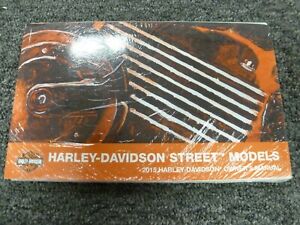 HARLEY-DAVIDSON STREET™ MODELS
2015 HARLEY-DAVIDSON® OWNER'S MANUAL